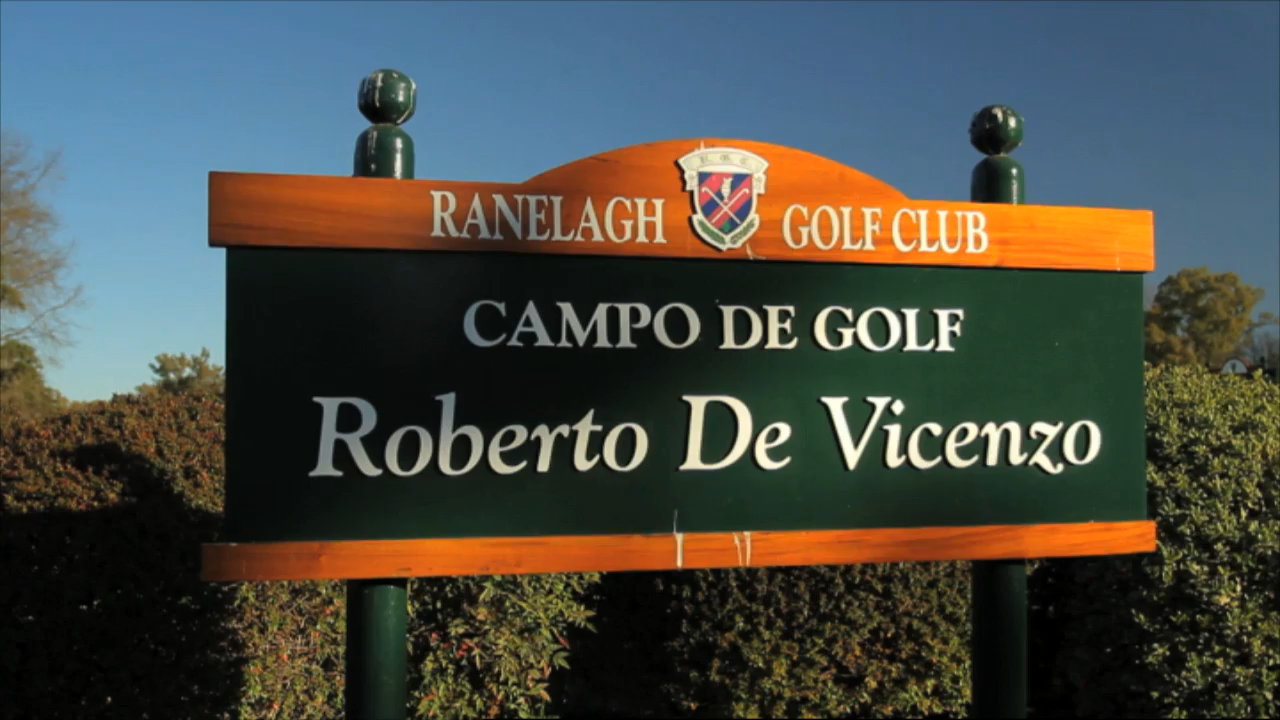 R. G. C.
RANELAGH GOLF CLUB
CAMPO DE GOLF
Roberto De Vicenzo